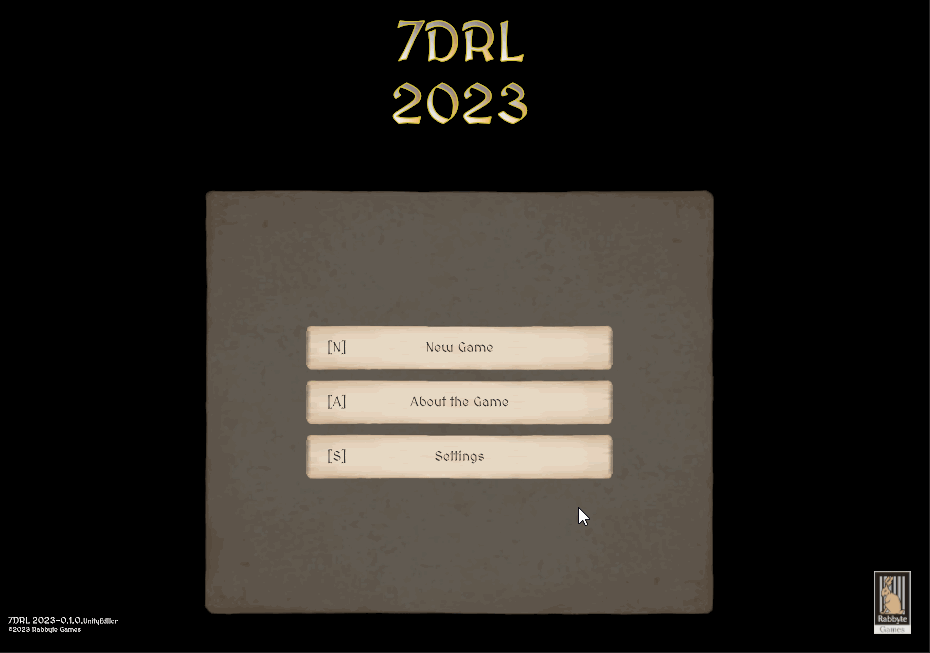 7DRL
2023
[N] New Game
[A] About the Game
[S] Settings
7DRL 2023-0.1.0.UnityEditor
©2023 Rabbyte Games
Rabbyte
Games